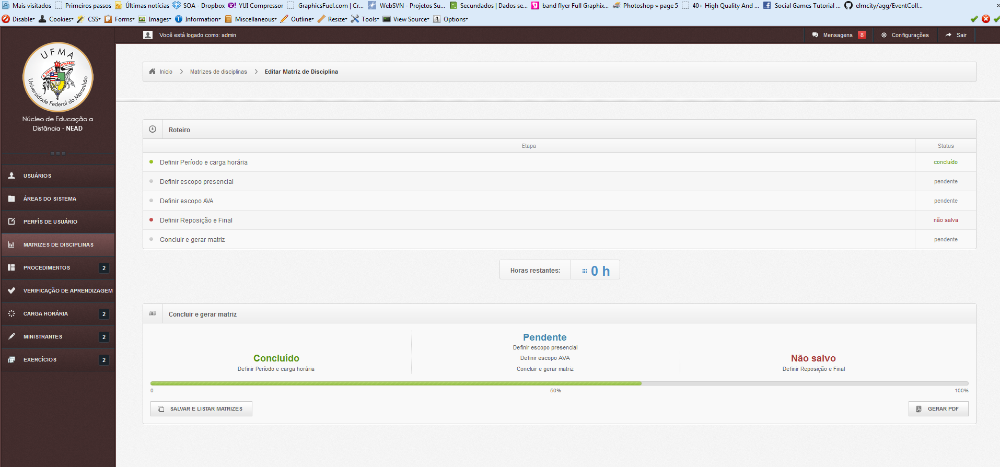 Mais visitados Primeiros passos Últimas notícias SOA - Dropbox YUI Compressor GraphicsFuel.com | Cr... WebSVN - Projetos Su... Secundados | Dados se... band flyer Full Graphix... Photoshop » page 5 40+ High Quality And ... Social Games Tutorial ... elmcity/agg/EventColl...
Disable Cookies CSS Forms Images Information Miscellaneous Outline Resize Tools View Source Options
Você está logado como: admin
Mensagens 8 Configurações Sair
UFMA
A VIDA É COMBATE
Universidade Federal do Maranhão
Núcleo de Educação a
Distância - NEAD
USUÁRIOS
ÁREAS DO SISTEMA
PERFÍS DE USUÁRIO
MATRIZES DE DISCIPLINAS
PROCEDIMENTOS 2
VERIFICAÇÃO DE APRENDIZAGEM
CARGA HORÁRIA 2
MINISTRANTES 2
EXERCÍCIOS 2
Inicio Matrizes de disciplinas Editar Matriz de Disciplina
Roteiro
Etapa Status
Definir Período e carga horária concluído
Definir escopo presencial pendente
Definir escopo AVA pendente
Definir Reposição e Final não salva
Concluir e gerar matriz pendente
Horas restantes: 0 h
Concluir e gerar matriz
Concluído
Definir Período e carga horária
Pendente
Definir escopo presencial
Definir escopo AVA
Concluir e gerar matriz
Não salvo
Definir Reposição e Final
0 50% 100%
SALVAR E LISTAR MATRIZES GERAR PDF